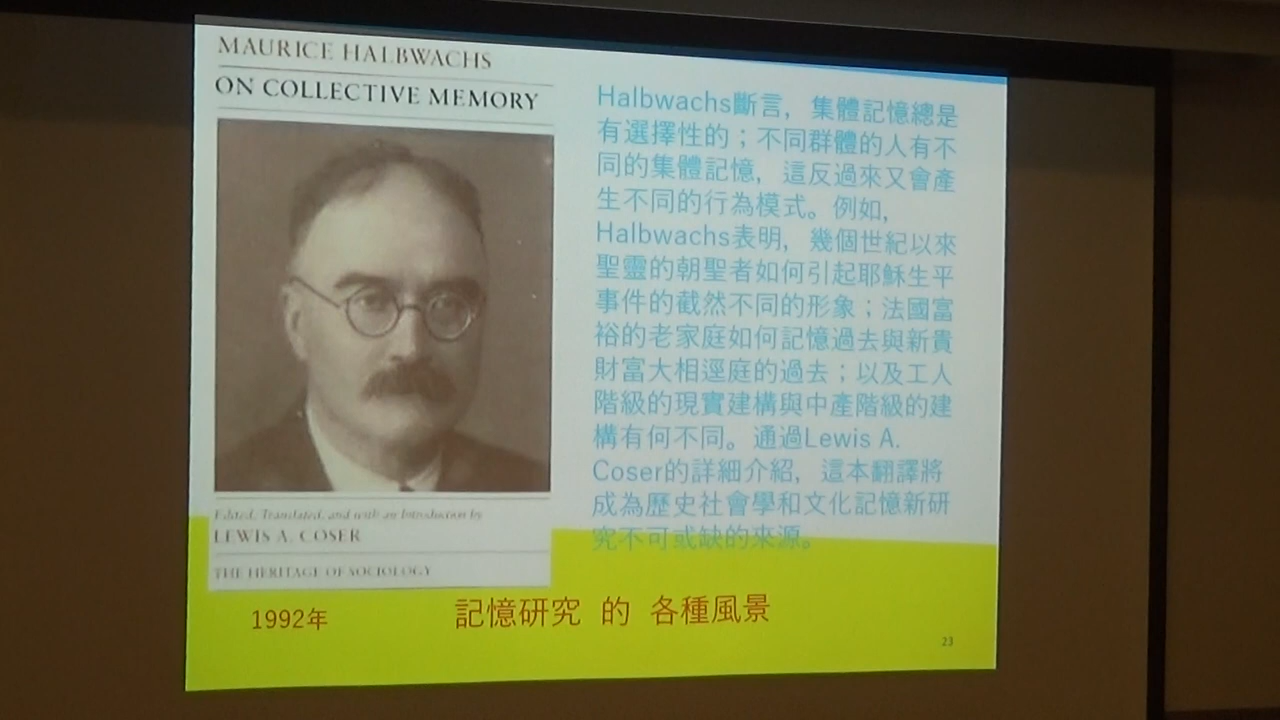 MAURICE HALBWACHS
ON COLLECTIVE MEMORY
Edited, Translated, and with an Introduction by
LEWIS A. COSER
THE HERITAGE OF SOCIOLOGY
Halbwachs斷言，集體記憶總是
有選擇性的；不同群體的人有不
同的集體記憶，這反過來又會產
生不同的行為模式。例如，
Halbwachs表明，幾個世紀以來
聖靈的朝聖者如何引起耶穌生平
事件的截然不同的形象；法國富
裕的老家庭如何記憶過去與新貴
財富大相逕庭的過去；以及工人
階級的現實建構與中產階級的建
構有何不同。通過Lewis A.
Coser的詳細介紹，這本翻譯將
成為歷史社會學和文化記憶新研
究不可或缺的來源。
1992年
記憶研究 的 各種風景
23